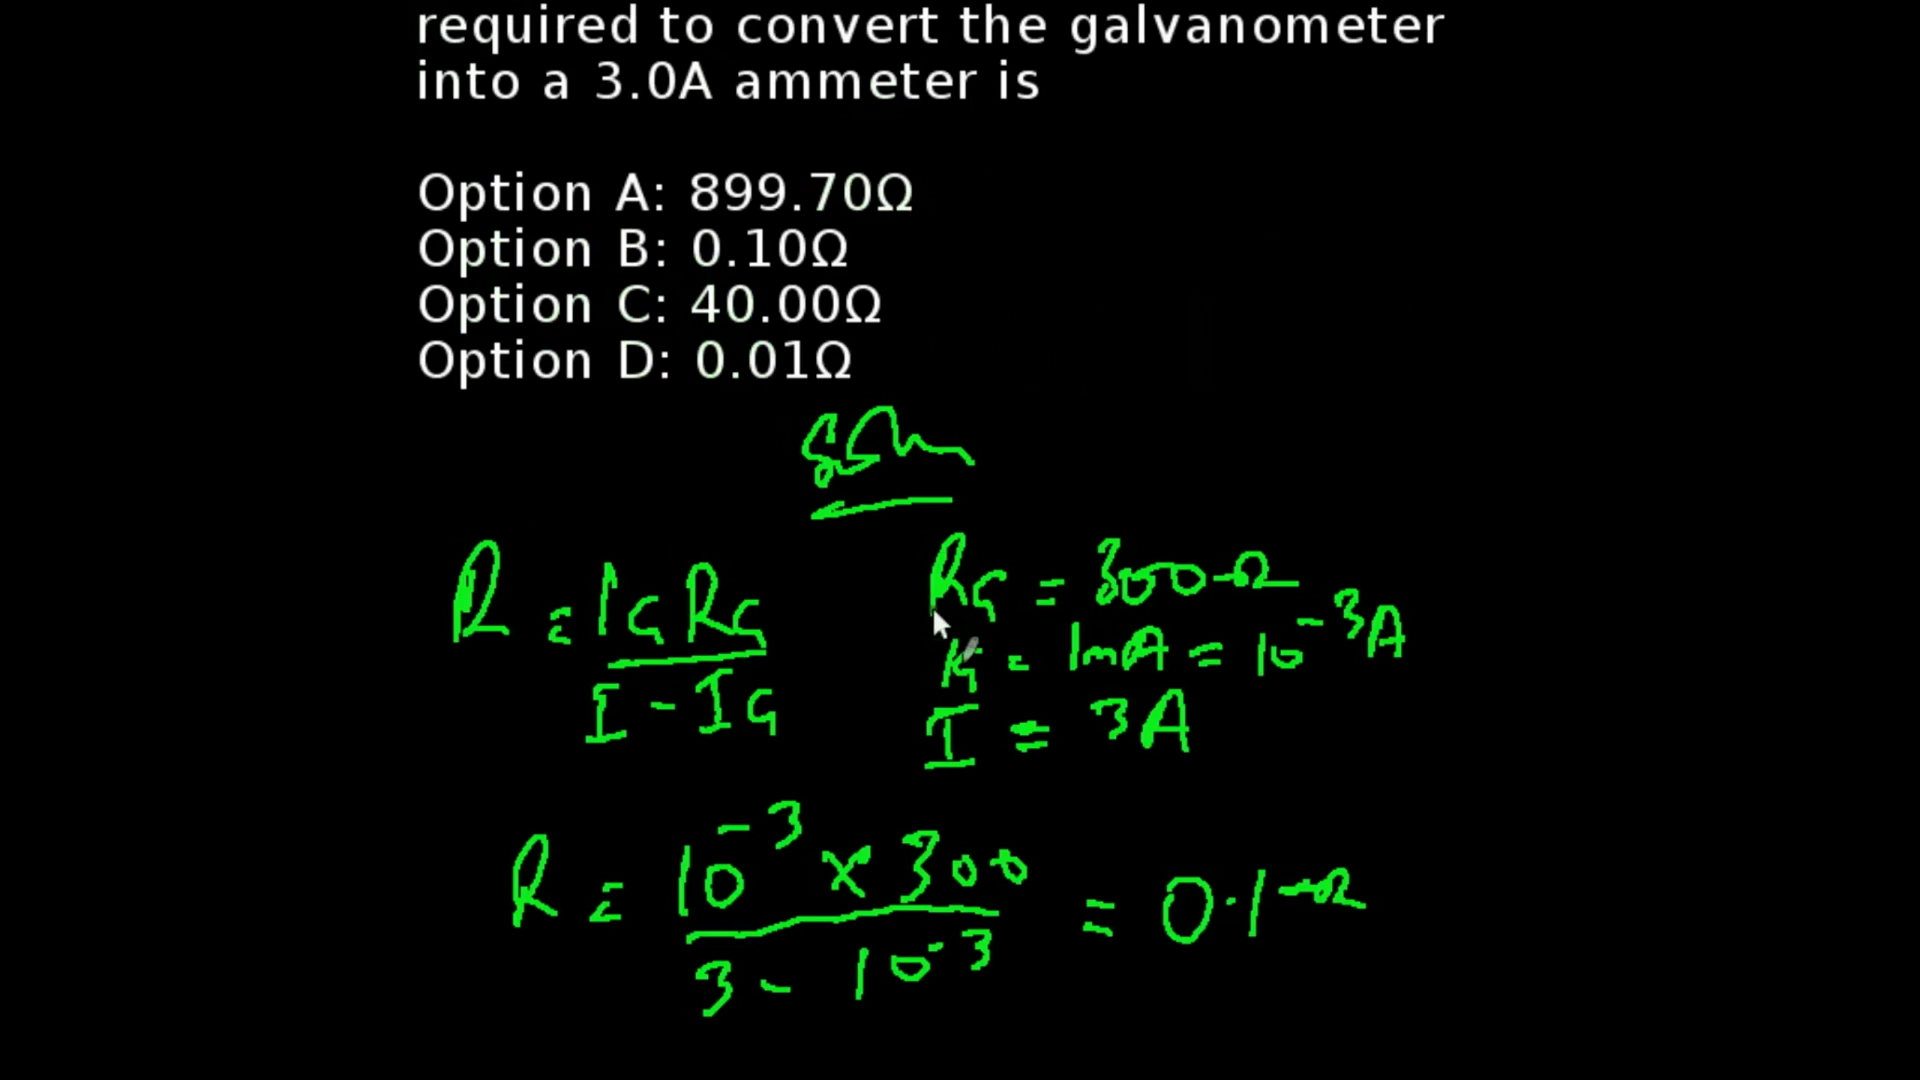 required to convert the galvanometer
into a 3.0A ammeter is
Option A: 899.70Ω
Option B: 0.10Ω
Option C: 40.00Ω
Option D: 0.01Ω
R = IG RG / I - IG
RG = 300Ω
IG = 1mA = 10⁻³A
I = 3A
R = 10⁻³ × 300 / 3 - 10⁻³ = 0.1Ω